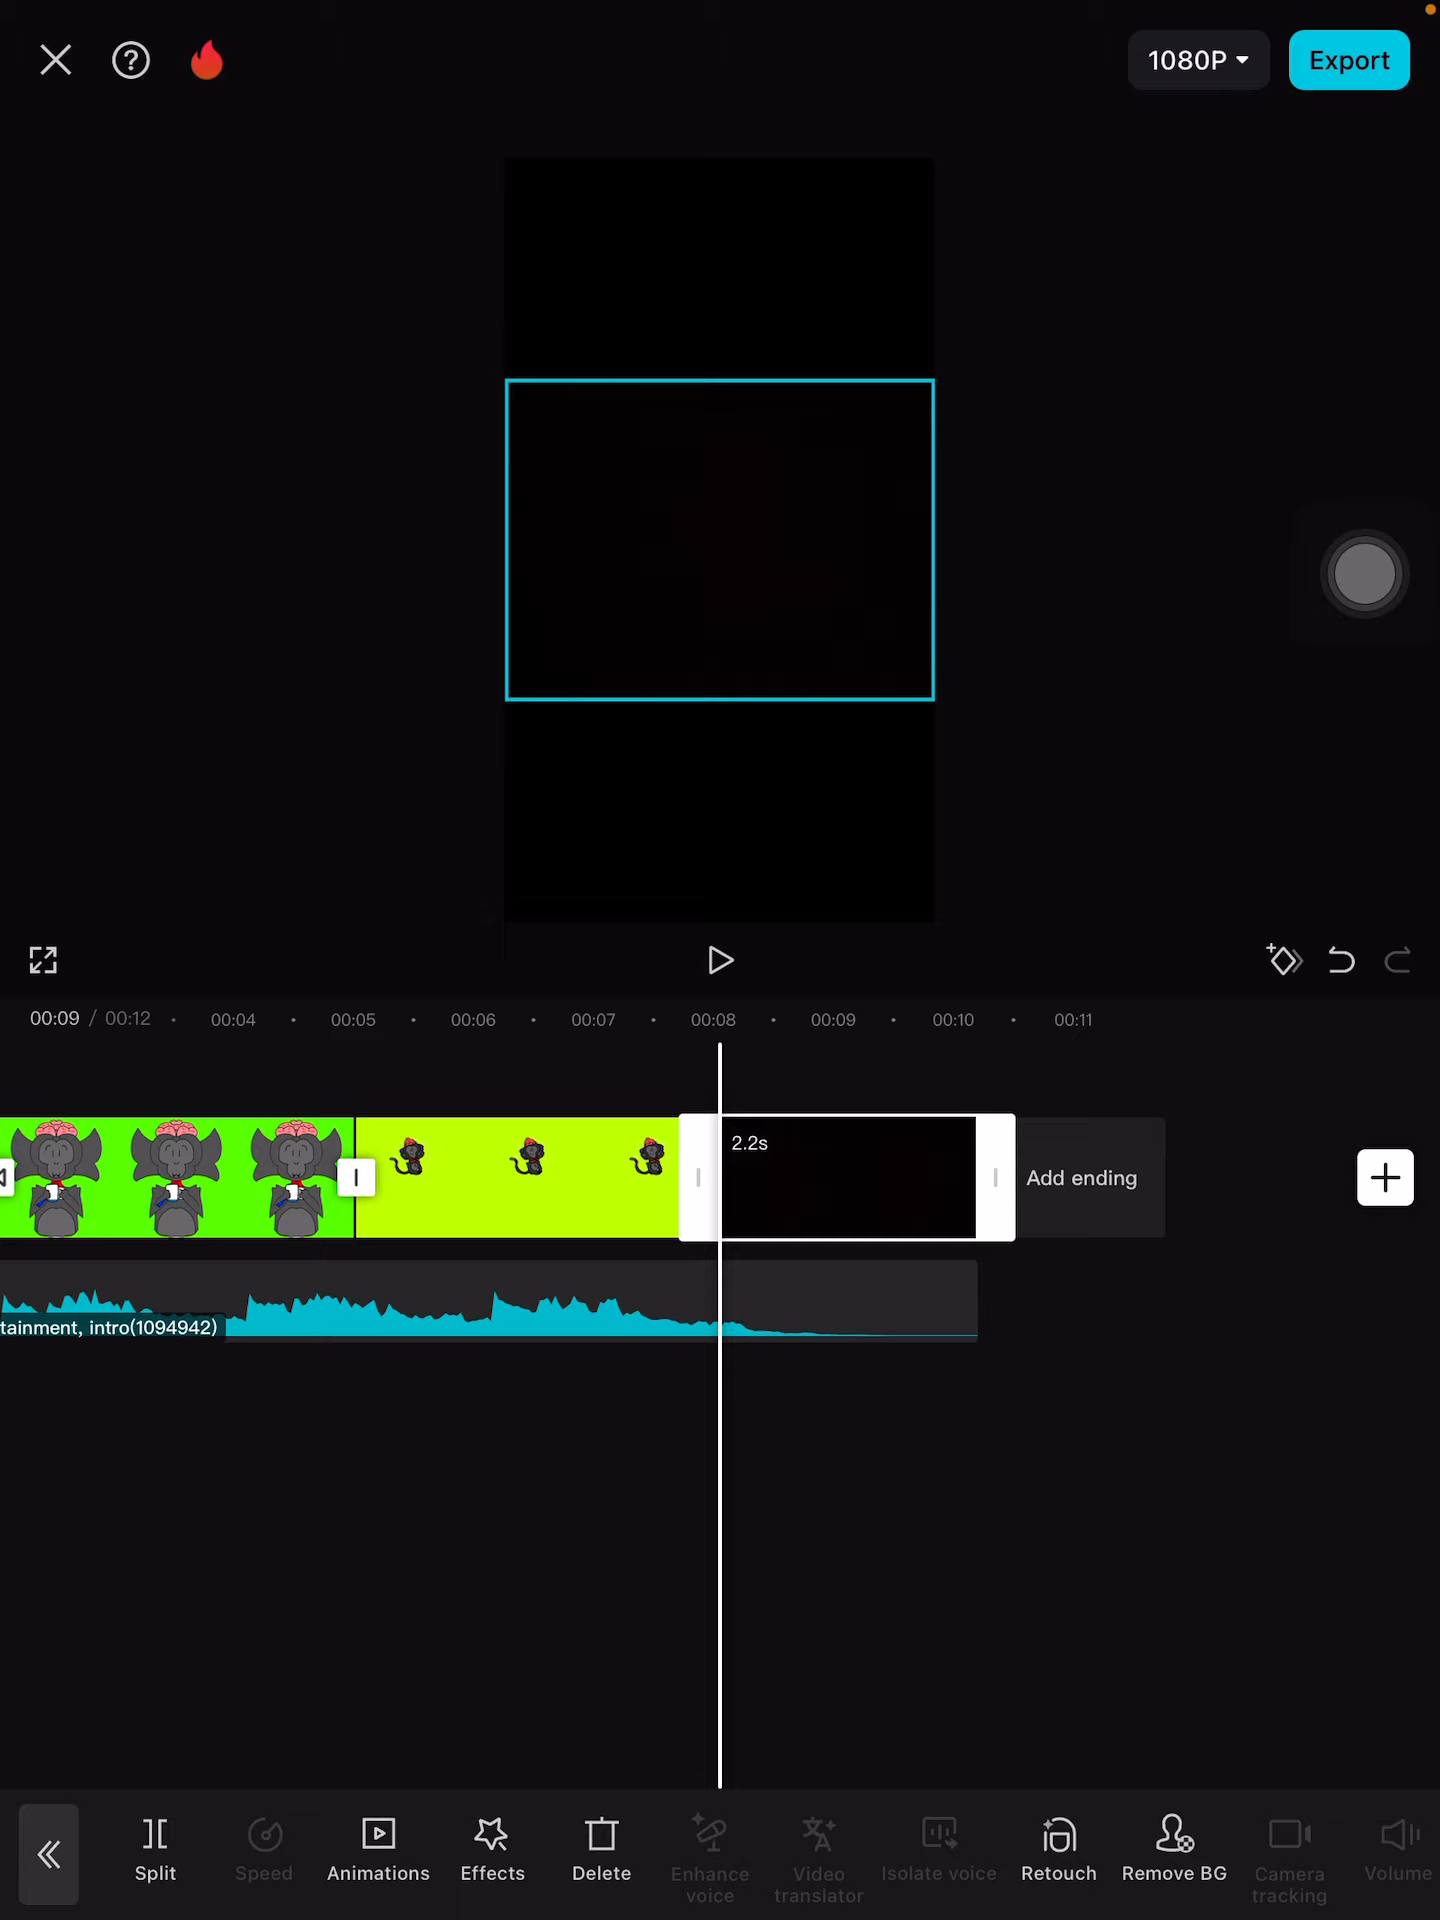 1080P Export
00:09 / 00:12 00:04 00:05 00:06 00:07 00:08 00:09 00:10 00:11
2.2s
Add ending
tainment, intro(1094942)
Split Speed Animations Effects Delete Enhance voice Video translator Isolate voice Retouch Remove BG Camera tracking Volume